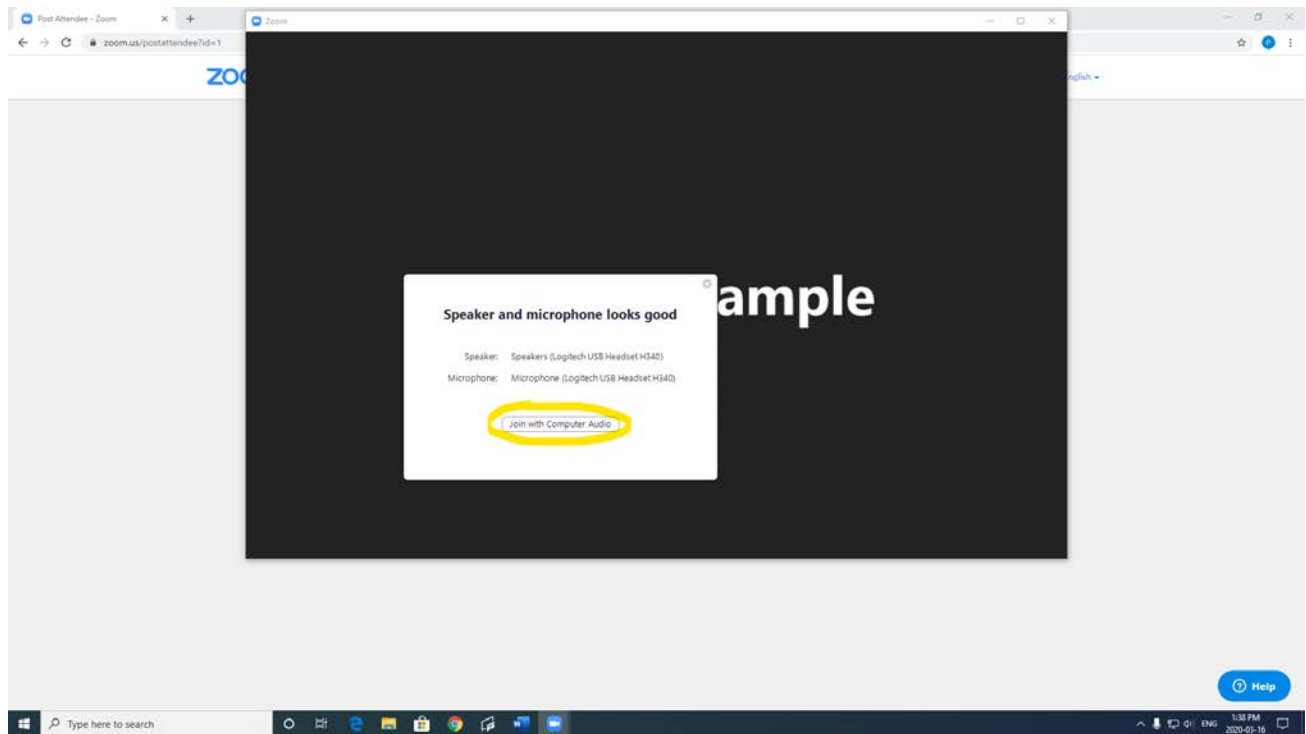 Post Attendee - Zoom
Zoom
zoom.us/postattendee?id=1
ZOO
nglish
ample
Speaker and microphone looks good
Speaker: Speakers (Logitech USB Headset H340)
Microphone: Microphone (Logitech USB Headset H340)
Join with Computer Audio
Help
Type here to search
ENG
1:38 PM
2020-03-16